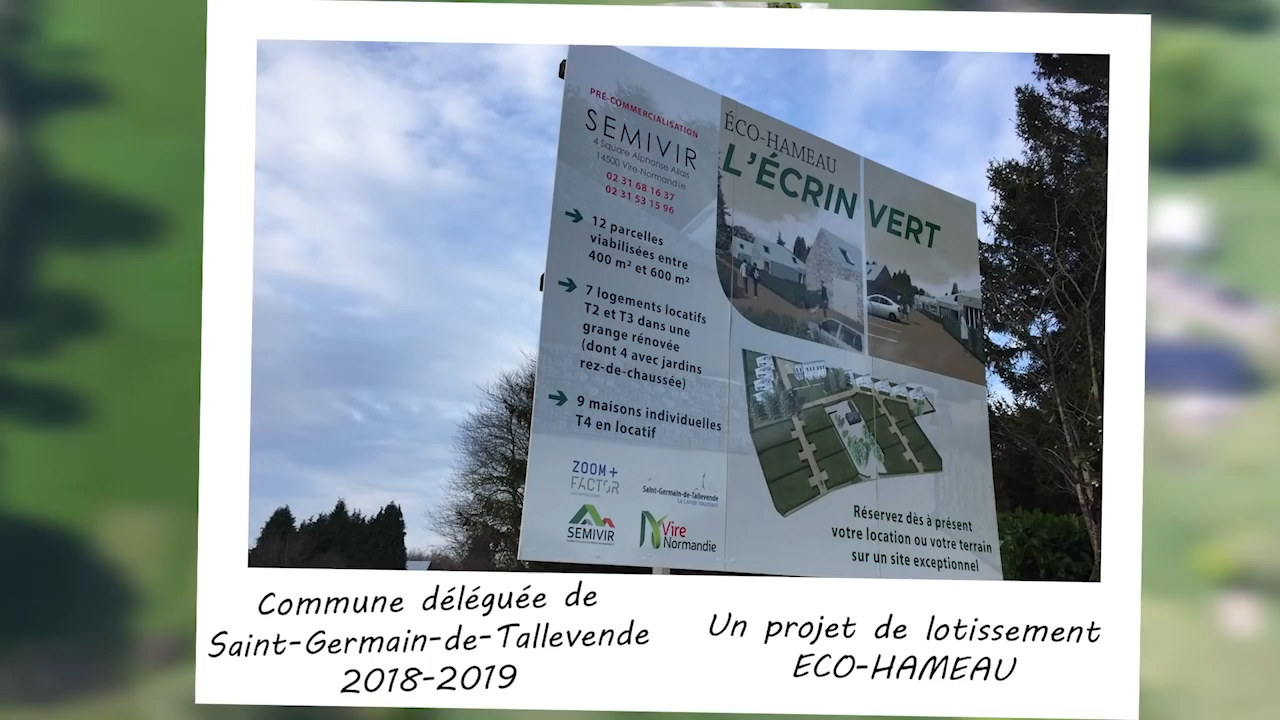 PRÉ-COMMERCIALISATION
SEMIVIR
4 Square Alphonse Allais
14500 Vire-Normandie
02 31 68 16 37
02 31 53 15 96
12 parcelles
viabilisées entre
400 m² et 600 m²
7 logements locatifs
T2 et T3 dans une
grange rénovée
(dont 4 avec jardins
rez-de-chaussée)
9 maisons individuelles
T4 en locatif
ZOOM+
FACTOR
Saint-Germain-de-Tallevende
SEMIVIR
Vire
Normandie
ÉCO-HAMEAU
L'ÉCRIN VERT
Réservez dès à présent
votre location ou votre terrain
sur un site exceptionnel
Commune déléguée de
Saint-Germain-de-Tallevende
2018-2019
Un projet de lotissement
ECO-HAMEAU